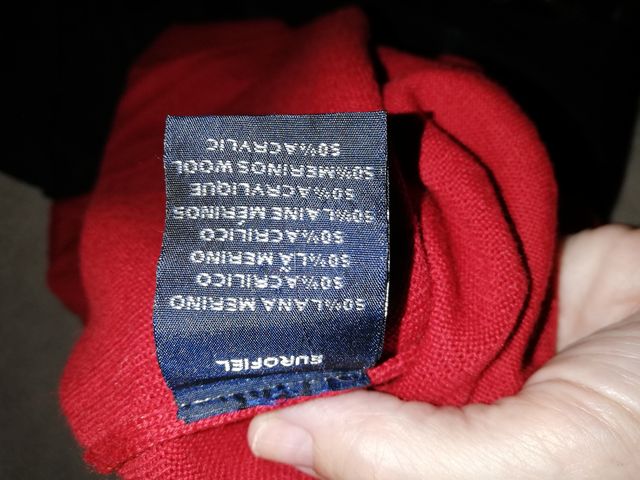 EUROFIEL
50% LANA MERINO
50% ACRILICO
50% LÃ MERINO
50% ACRILICO
50% LAINE MERINOS
50% ACRYLIQUE
50% MERINOS WOOL
50% ACRYLIC